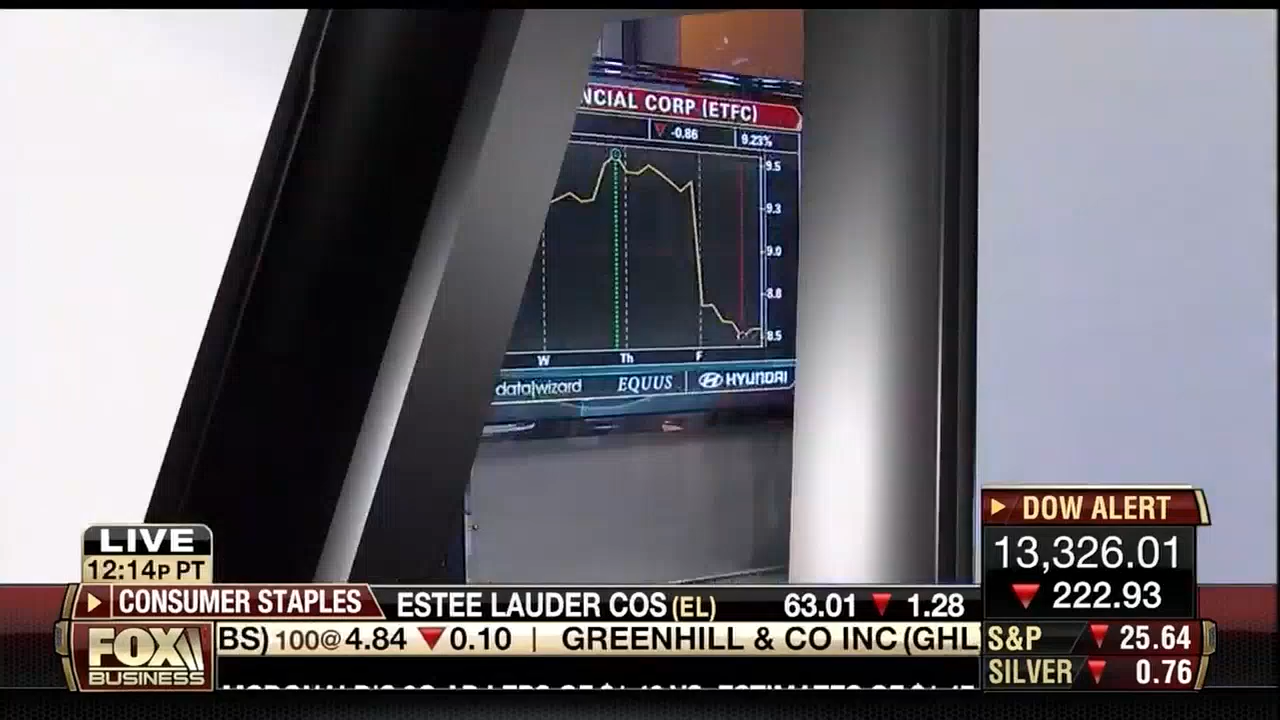 NCIAL CORP (ETFC)
▼ -0.86 9.23%
9.5
9.3
9.0
8.8
8.5
W Th F
data|wizard EQUUS HYUNDAI
LIVE
12:14P PT
DOW ALERT
13,326.01
▼ 222.93
CONSUMER STAPLES ESTEE LAUDER COS (EL) 63.01 ▼ 1.28
FOX BUSINESS
BS) 100@4.84 ▼0.10 | GREENHILL & CO INC (GHL
S&P ▼ 25.64
SILVER ▼ 0.76